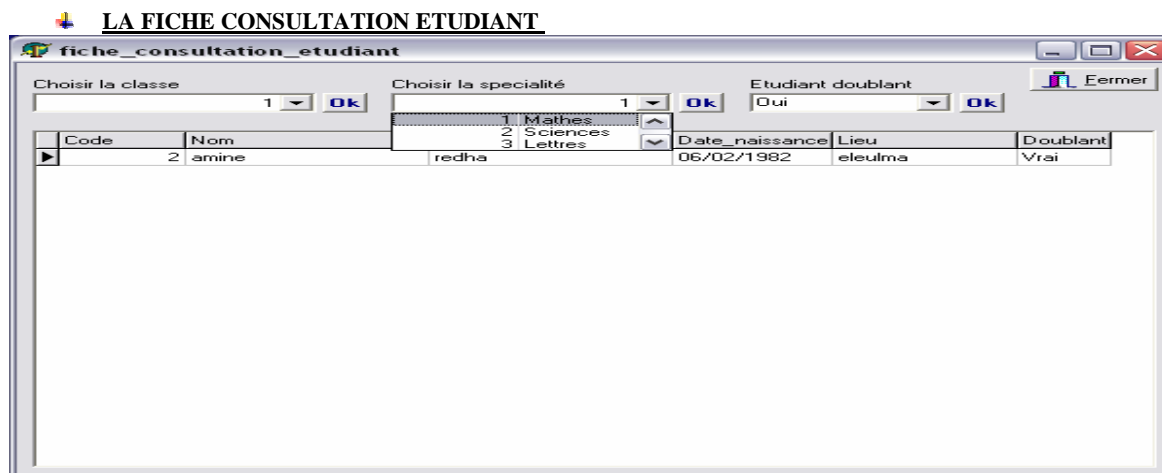 LA FICHE CONSULTATION ETUDIANT
fiche_consultation_etudiant
Choisir la classe Choisir la specialité Etudiant doublant Fermer
1 Ok 1 Ok Oui Ok
1 Mathes
2 Sciences
3 Lettres
Code Nom Date_naissance Lieu Doublant
2 amine redha 06/02/1982 eleulma Vrai